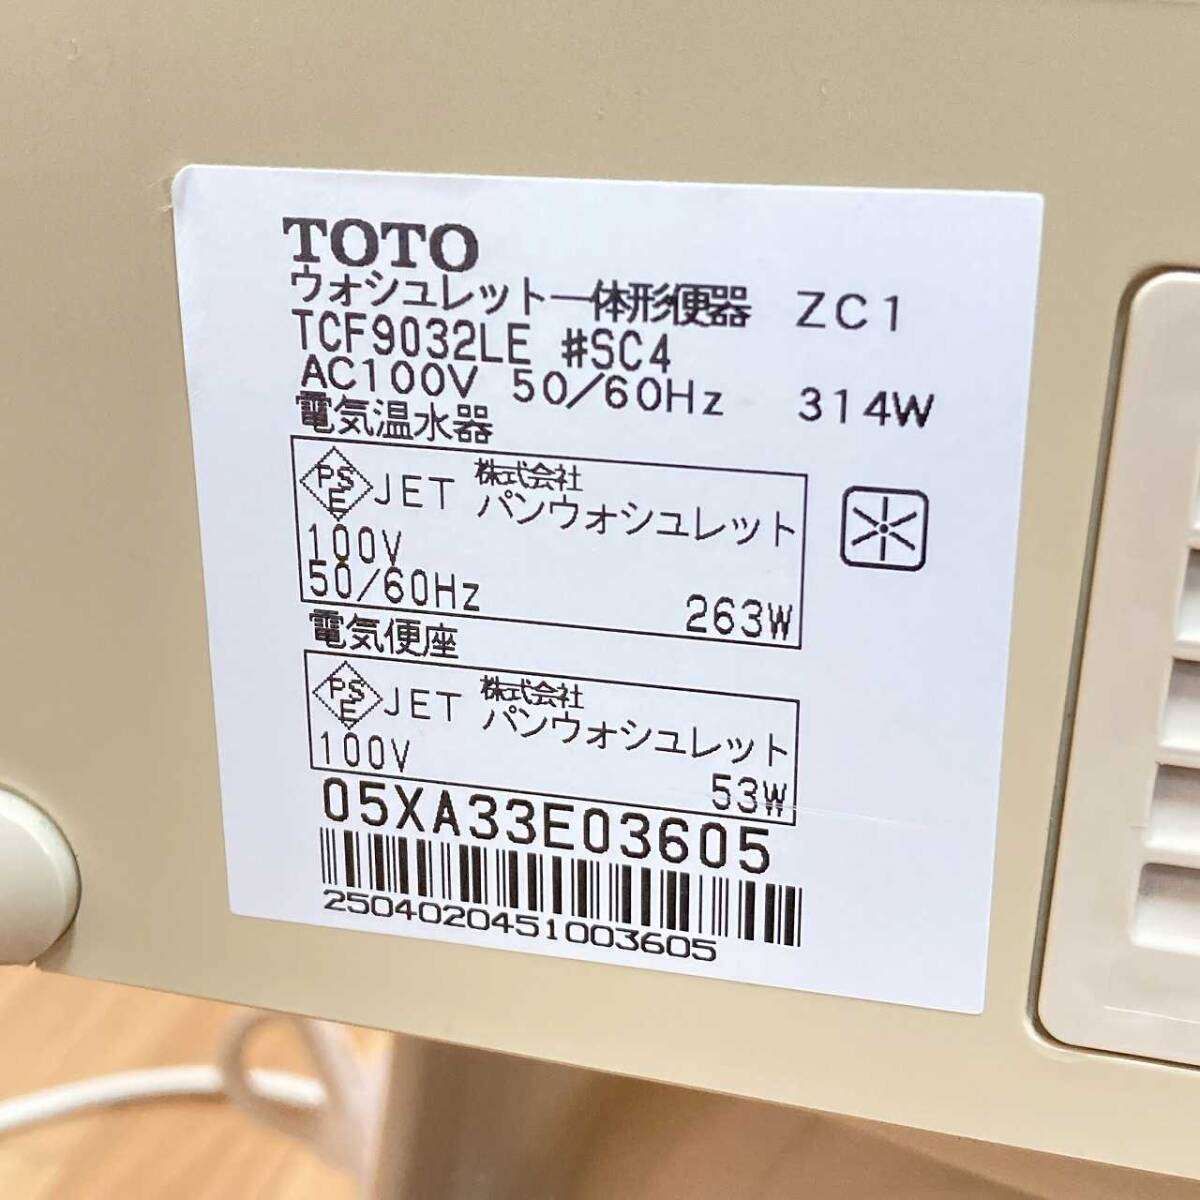 TOTO
ウォシュレット一体形便器 ZC1
TCF9032LE #SC4
AC100V 50/60Hz 314W
電気温水器
PSE JET 株式会社
パンウォシュレット
100V
50/60Hz 263W
電気便座
PSE JET 株式会社
パンウォシュレット
100V 53W
05XA33E03605
2504020451003605